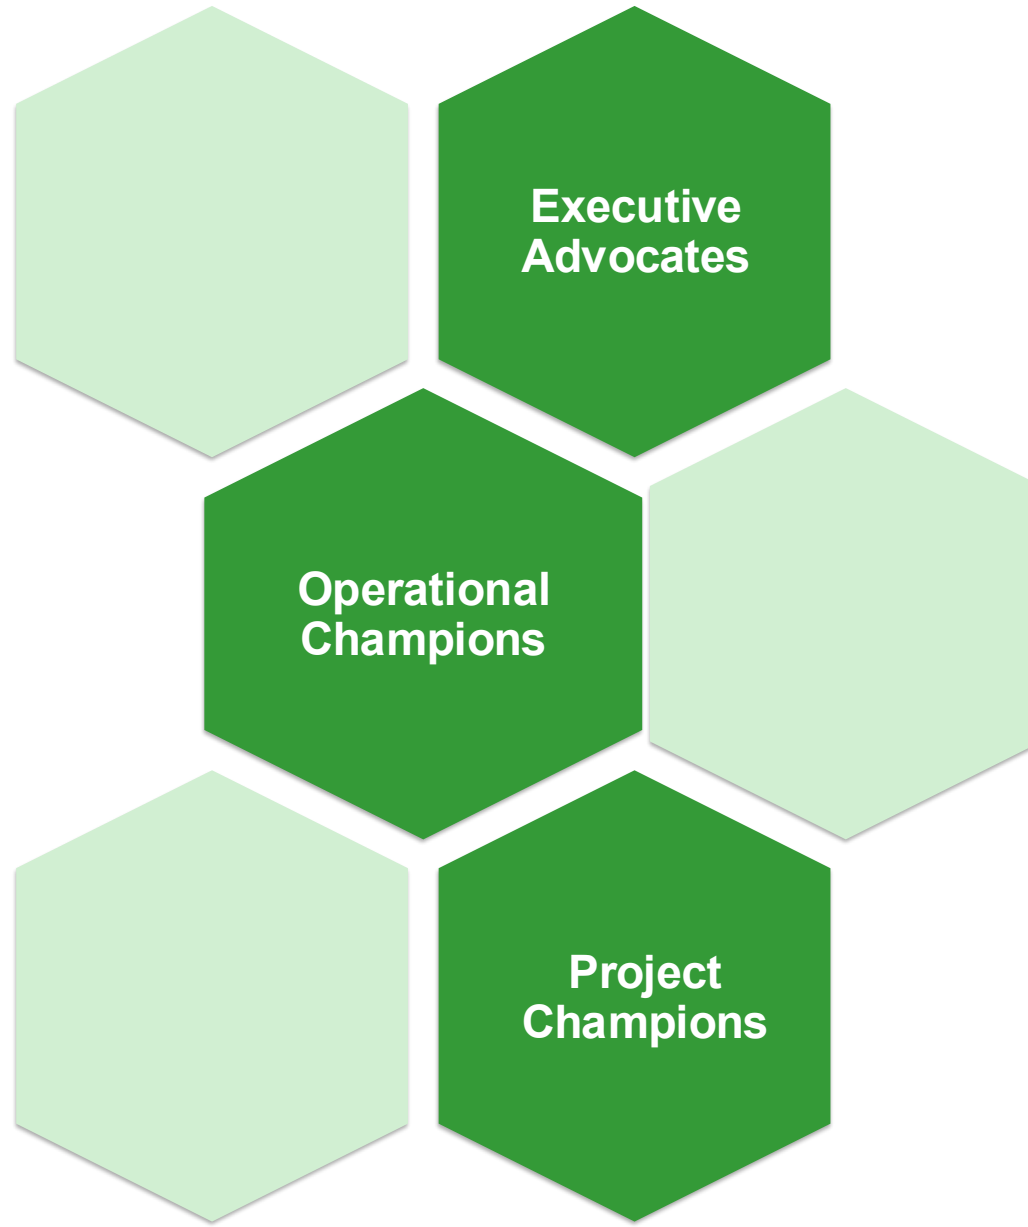 Executive
Advocates
Operational
Champions
Project
Champions